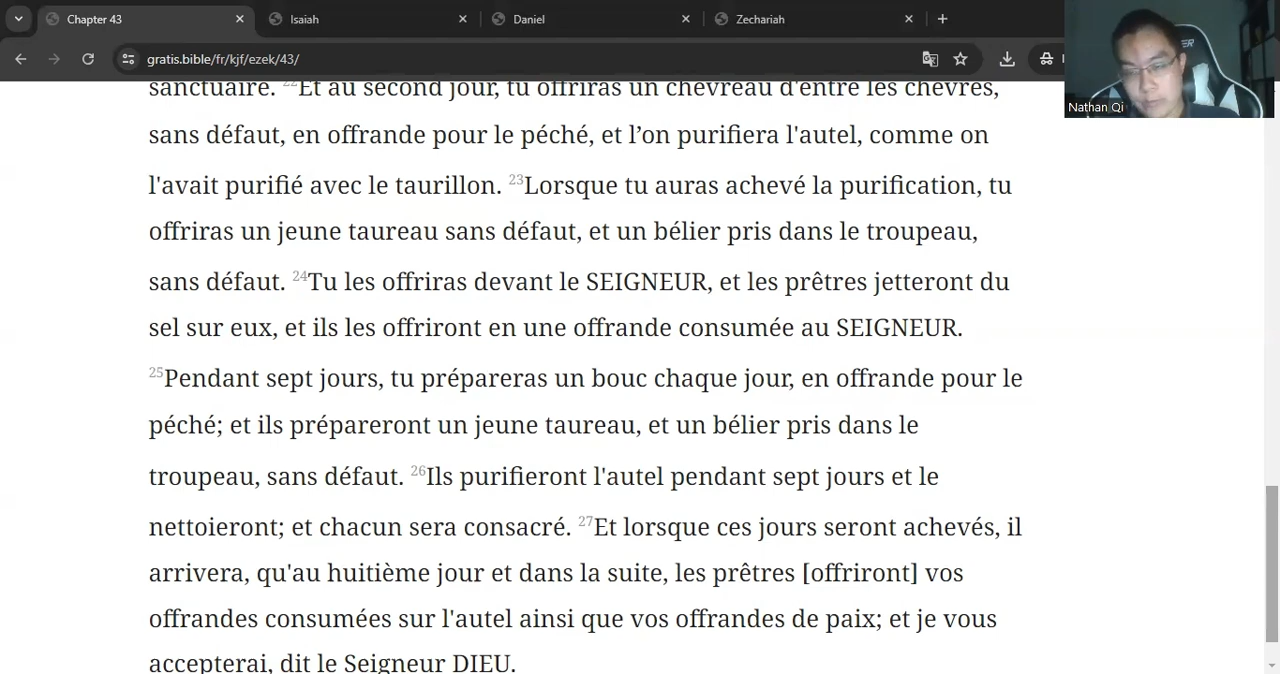 Chapter 43
Isaiah
Daniel
Zechariah
gratis.bible/fr/kjf/ezek/43/
Nathan Qi
sanctuaire. 22Et au second jour, tu offriras un chevreau d'entre les chèvres,
sans défaut, en offrande pour le péché, et l’on purifiera l'autel, comme on
l'avait purifié avec le taurillon. 23Lorsque tu auras achevé la purification, tu
offriras un jeune taureau sans défaut, et un bélier pris dans le troupeau,
sans défaut. 24Tu les offriras devant le SEIGNEUR, et les prêtres jetteront du
sel sur eux, et ils les offriront en une offrande consumée au SEIGNEUR.
25Pendant sept jours, tu prépareras un bouc chaque jour, en offrande pour le
péché; et ils prépareront un jeune taureau, et un bélier pris dans le
troupeau, sans défaut. 26Ils purifieront l'autel pendant sept jours et le
nettoieront; et chacun sera consacré. 27Et lorsque ces jours seront achevés, il
arrivera, qu'au huitième jour et dans la suite, les prêtres [offriront] vos
offrandes consumées sur l'autel ainsi que vos offrandes de paix; et je vous
accepterai, dit le Seigneur DIEU.